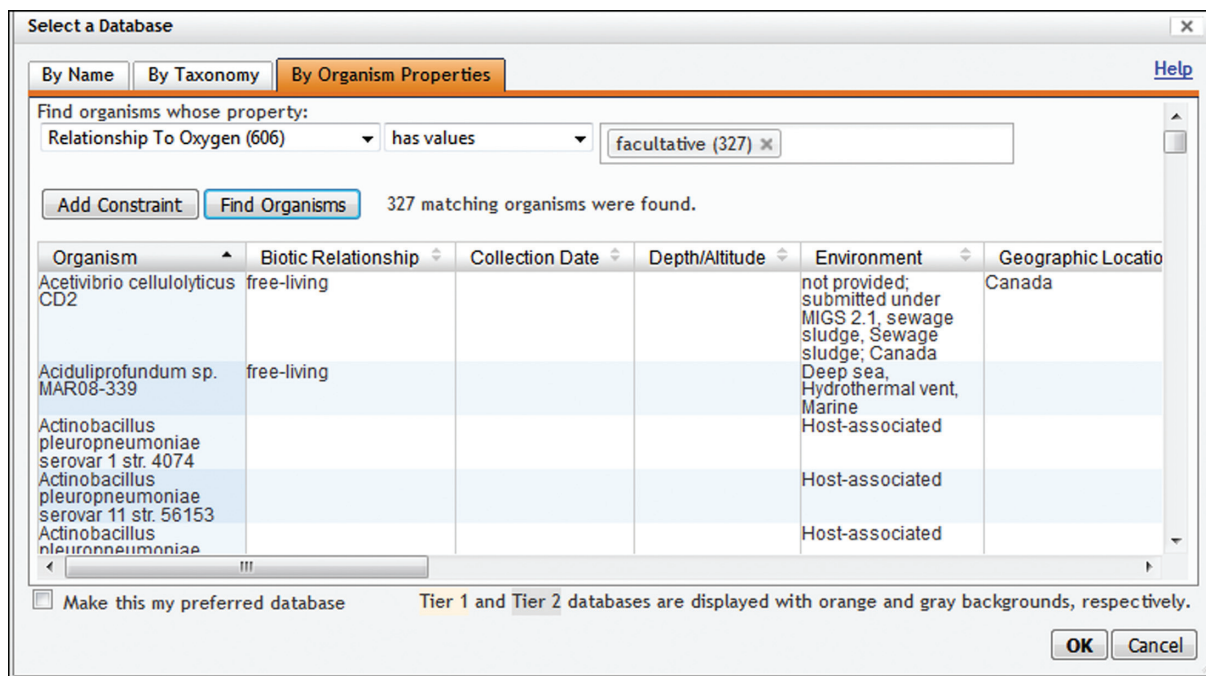 Select a Database
By Name By Taxonomy By Organism Properties Help
Find organisms whose property:
Relationship To Oxygen (606) has values facultative (327)
Add Constraint Find Organisms 327 matching organisms were found.
Organism Biotic Relationship Collection Date Depth/Altitude Environment Geographic Locatio
Acetivibrio cellulolyticus free-living not provided; Canada
CD2 submitted under
MIGS 2.1, sewage
sludge, Sewage
sludge; Canada
Aciduliprofundum sp. free-living Deep sea,
MAR08-339 Hydrothermal vent,
Marine
Actinobacillus Host-associated
pleuropneumoniae
serovar 1 str. 4074
Actinobacillus Host-associated
pleuropneumoniae
serovar 11 str. 56153
Actinobacillus Host-associated
pleuropneumoniae
Make this my preferred database Tier 1 and Tier 2 databases are displayed with orange and gray backgrounds, respectively.
OK Cancel